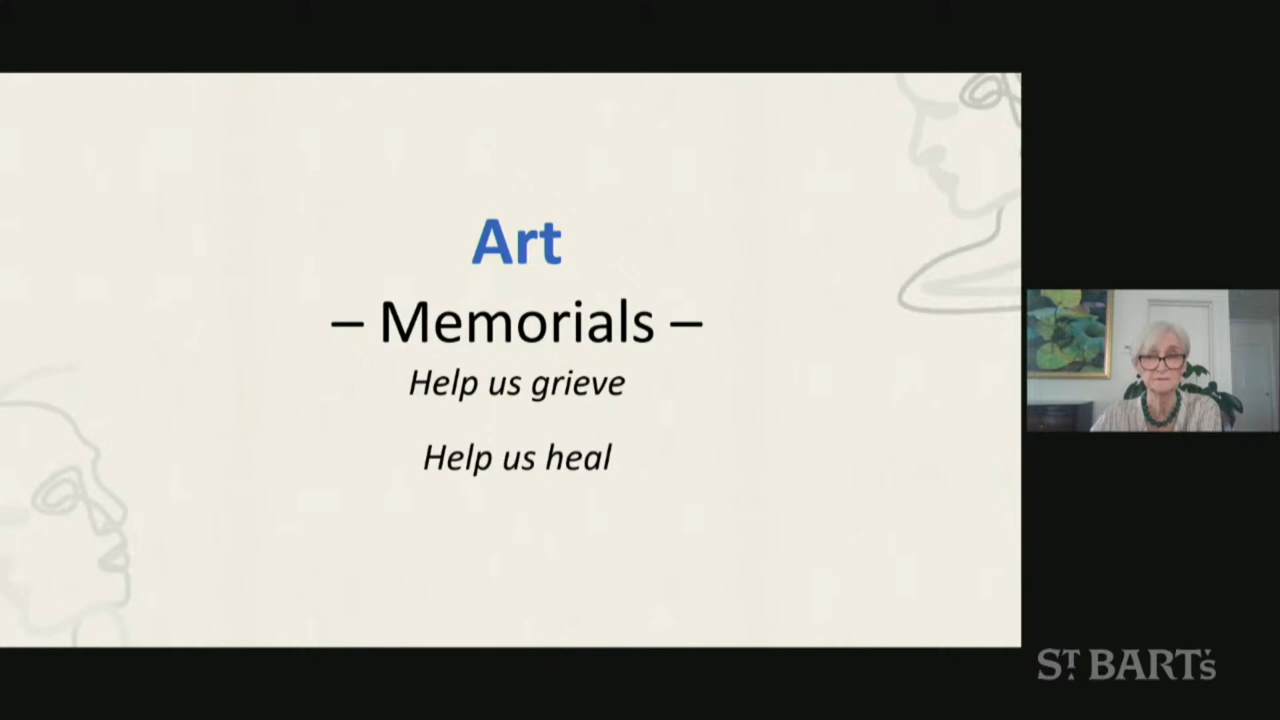 Art
– Memorials –
Help us grieve
Help us heal
ST BART's